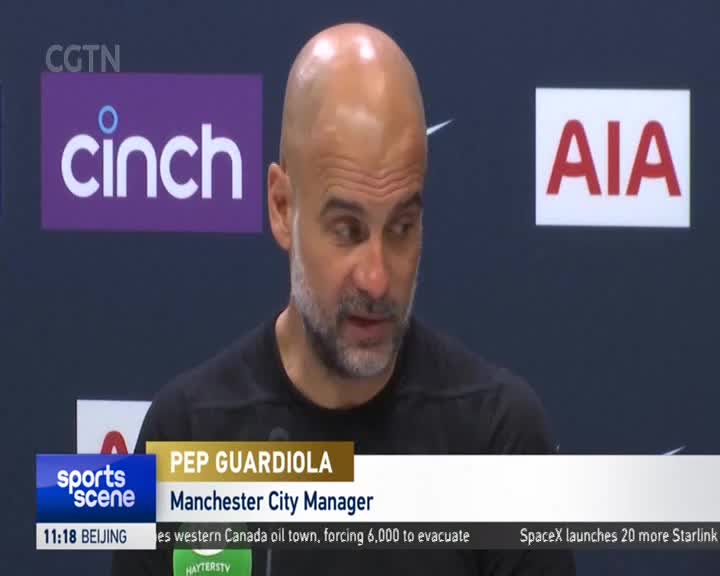 CGTN
cinch
AIA
A
PEP GUARDIOLA
Manchester City Manager
sports
scene
11:18 BEIJING
es western Canada oil town, forcing 6,000 to evacuate
SpaceX launches 20 more Starlink
HAYTERSTV